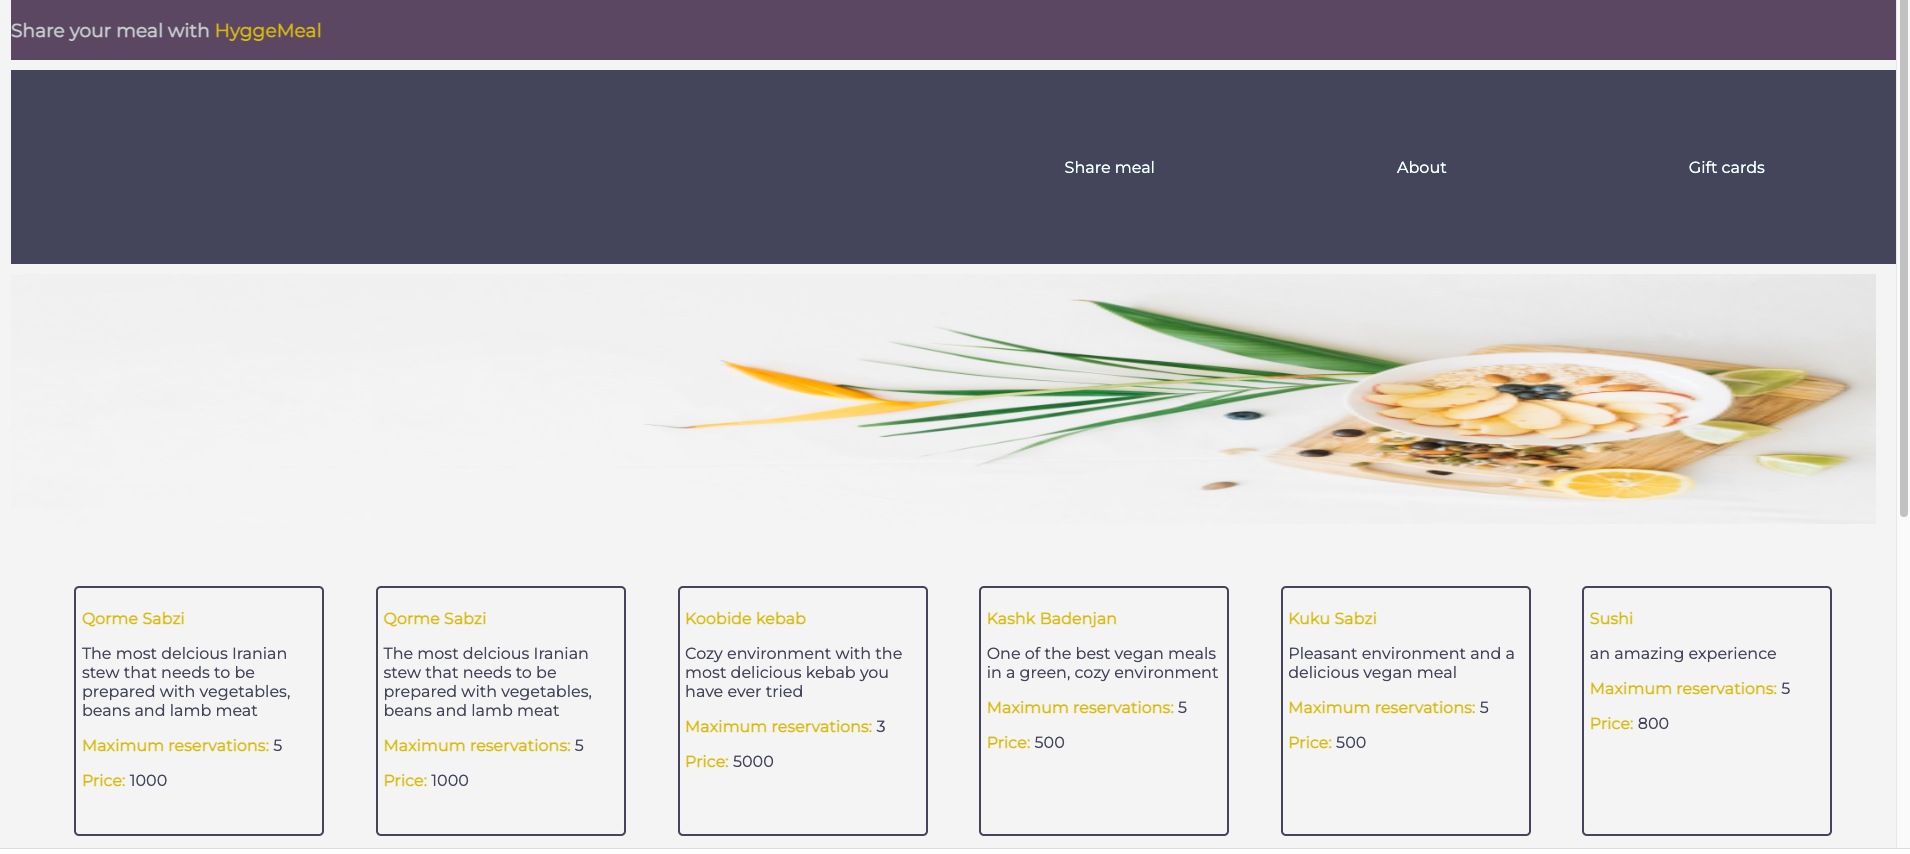 Share your meal with HyggeMeal
Share meal
About
Gift cards
Qorme Sabzi
The most delcious Iranian
stew that needs to be
prepared with vegetables,
beans and lamb meat
Maximum reservations: 5
Price: 1000
Qorme Sabzi
The most delcious Iranian
stew that needs to be
prepared with vegetables,
beans and lamb meat
Maximum reservations: 5
Price: 1000
Koobide kebab
Cozy environment with the
most delicious kebab you
have ever tried
Maximum reservations: 3
Price: 5000
Kashk Badenjan
One of the best vegan meals
in a green, cozy environment
Maximum reservations: 5
Price: 500
Kuku Sabzi
Pleasant environment and a
delicious vegan meal
Maximum reservations: 5
Price: 500
Sushi
an amazing experience
Maximum reservations: 5
Price: 800